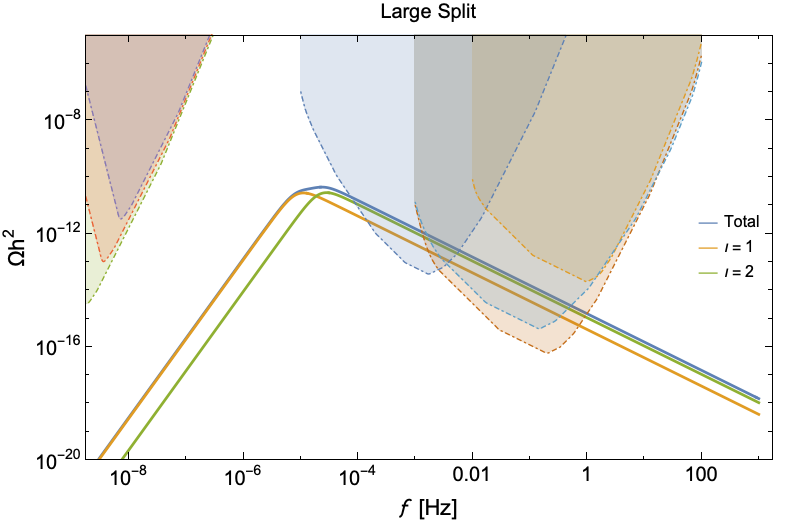 Large Split
Ωh²
10⁻⁸
10⁻¹²
10⁻¹⁶
10⁻²⁰
Total
ı = 1
ı = 2
10⁻⁸ 10⁻⁶ 10⁻⁴ 0.01 1 100
f [Hz]